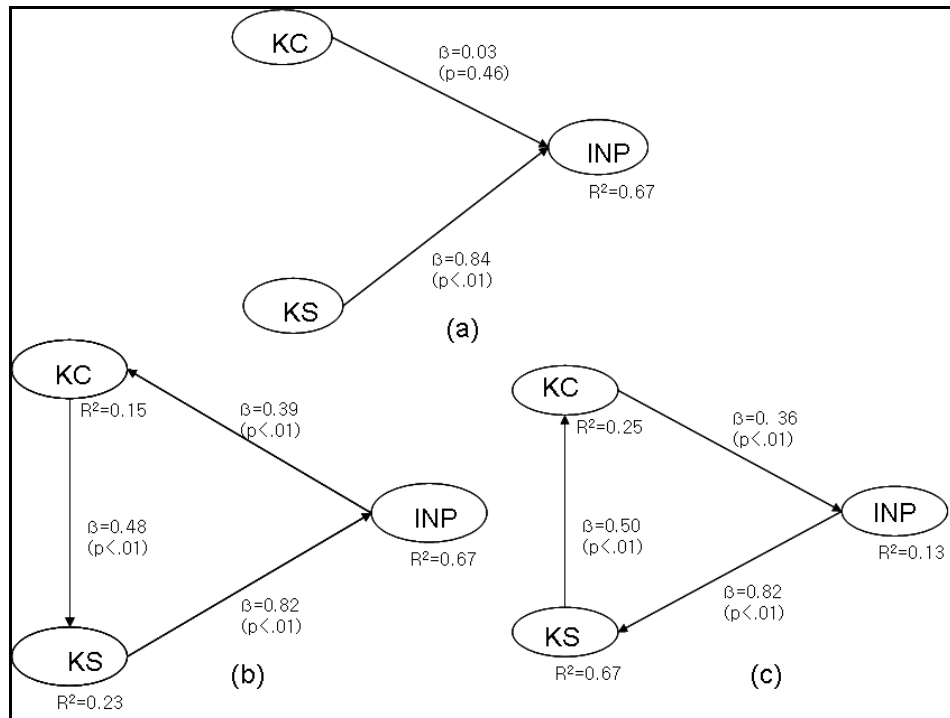 KC
ß=0.03
(p=0.46)
INP
R²=0.67
ß=0.84
(p<.01)
KS
(a)
KC
R²=0.15
ß=0.39
(p<.01)
ß=0.48
(p<.01)
INP
R²=0.67
ß=0.82
(p<.01)
KS
R²=0.23
(b)
KC
R²=0.25
ß=0. 36
(p<.01)
ß=0.50
(p<.01)
INP
R²=0.13
ß=0.82
(p<.01)
KS
R²=0.67
(c)